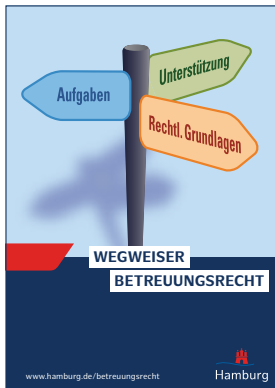 Unterstützung
Aufgaben
Rechtl. Grundlagen
WEGWEISER
BETREUUNGSRECHT
www.hamburg.de/betreuungsrecht
Hamburg